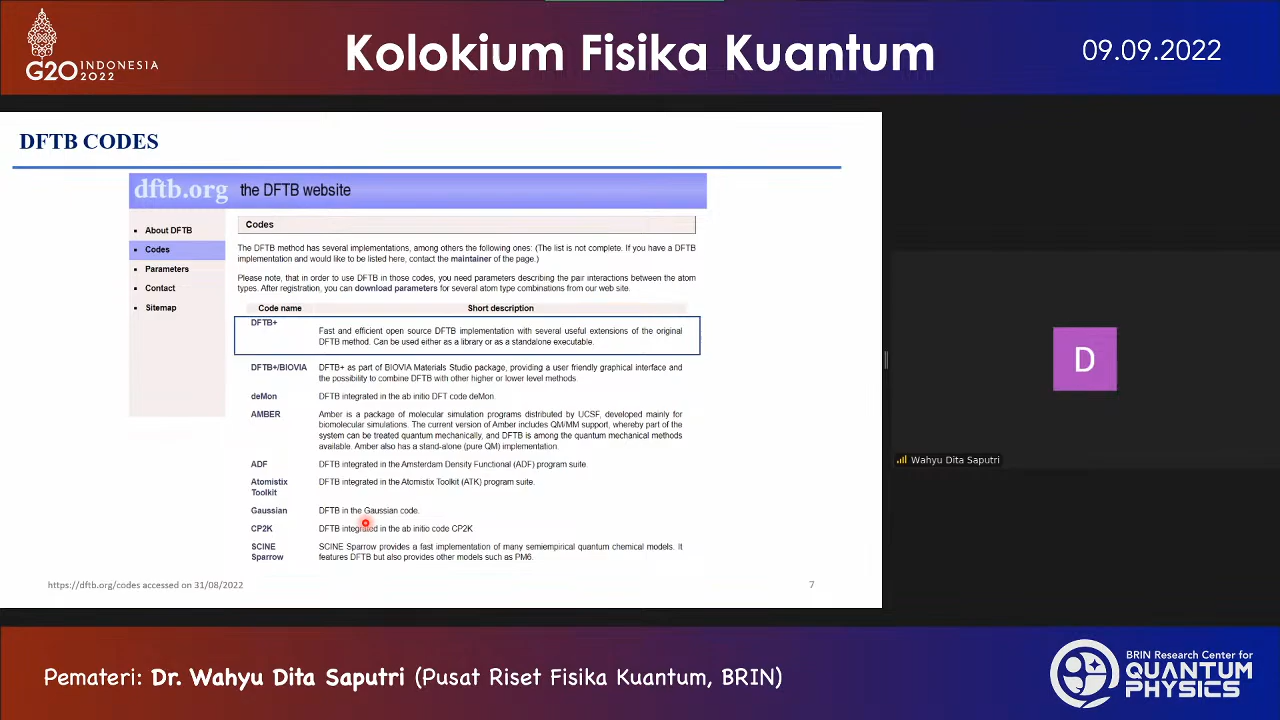 G20 INDONESIA 2022
Kolokium Fisika Kuantum
09.09.2022
DFTB CODES
dftb.org the DFTB website
About DFTB
Codes
Parameters
Contact
Sitemap
Codes
The DFTB method has several implementations, among others the following ones: (The list is not complete. If you have a DFTB
implementation and would like to be listed here, contact the maintainer of the page.)
Please note, that in order to use DFTB in those codes, you need parameters describing the pair interactions between the atom
types. After registration, you can download parameters for several atom type combinations from our web site.
Code name Short description
DFTB+
Fast and efficient open source DFTB implementation with several useful extensions of the original
DFTB method. Can be used either as a library or as a standalone executable.
DFTB+/BIOVIA DFTB+ as part of BIOVIA Materials Studio package, providing a user friendly graphical interface and
the possibility to combine DFTB with other higher or lower level methods
deMon DFTB integrated in the ab initio DFT code deMon.
AMBER Amber is a package of molecular simulation programs distributed by UCSF, developed mainly for
biomolecular simulations. The current version of Amber includes QM/MM support, whereby part of the
system can be treated quantum mechanically, and DFTB is among the quantum mechanical methods
available. Amber also has a stand-alone (pure QM) implementation.
ADF DFTB integrated in the Amsterdam Density Functional (ADF) program suite.
Atomistix DFTB integrated in the Atomistix Toolkit (ATK) program suite.
Toolkit
Gaussian DFTB in the Gaussian code.
CP2K DFTB integrated in the ab initio code CP2K
SCINE SCINE Sparrow provides a fast implementation of many semiempirical quantum chemical models. It
Sparrow features DFTB but also provides other models such as PM6.
https://dftb.org/codes accessed on 31/08/2022
7
D
Wahyu Dita Saputri
Pemateri: Dr. Wahyu Dita Saputri (Pusat Riset Fisika Kuantum, BRIN)
BRIN Research Center for
QUANTUM
PHYSICS